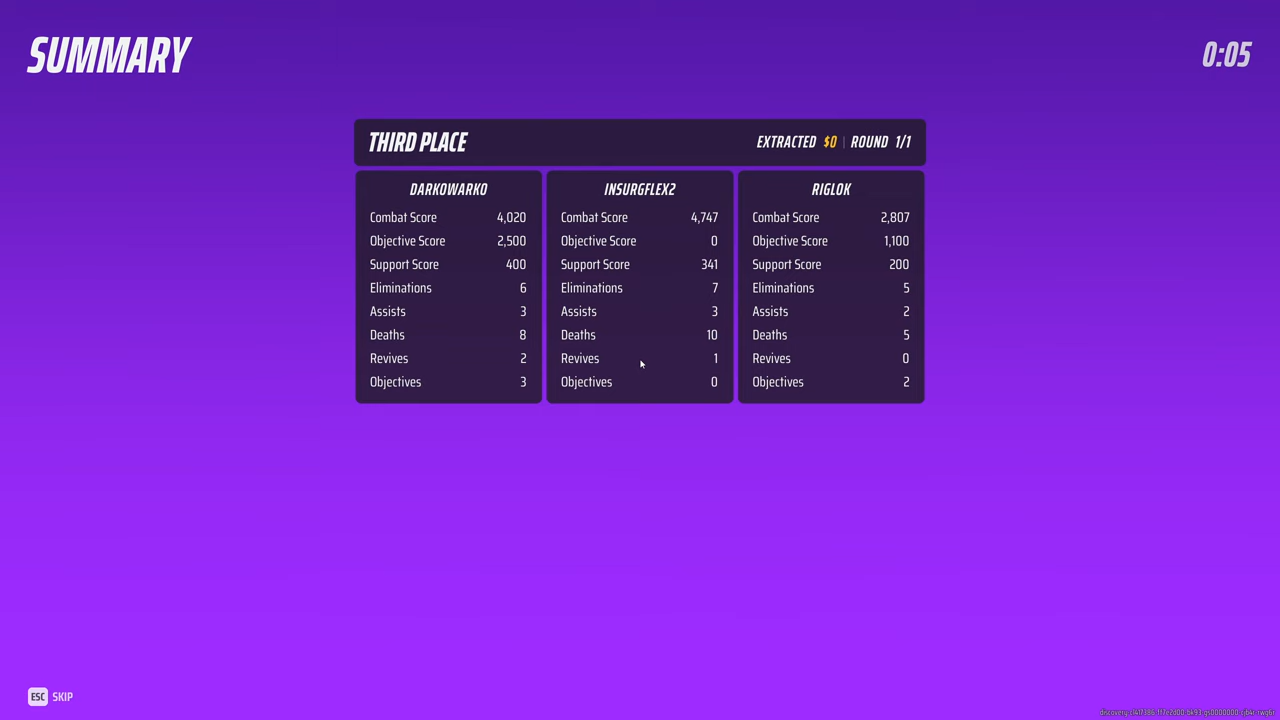 SUMMARY
0:05
THIRD PLACE
EXTRACTED $0 | ROUND 1/1
DARKOWARKO
Combat Score 4,020
Objective Score 2,500
Support Score 400
Eliminations 6
Assists 3
Deaths 8
Revives 2
Objectives 3
INSURGFLEX2
Combat Score 4,747
Objective Score 0
Support Score 341
Eliminations 7
Assists 3
Deaths 10
Revives 1
Objectives 0
RIGLOK
Combat Score 2,807
Objective Score 1,100
Support Score 200
Eliminations 5
Assists 2
Deaths 5
Revives 0
Objectives 2
ESC SKIP